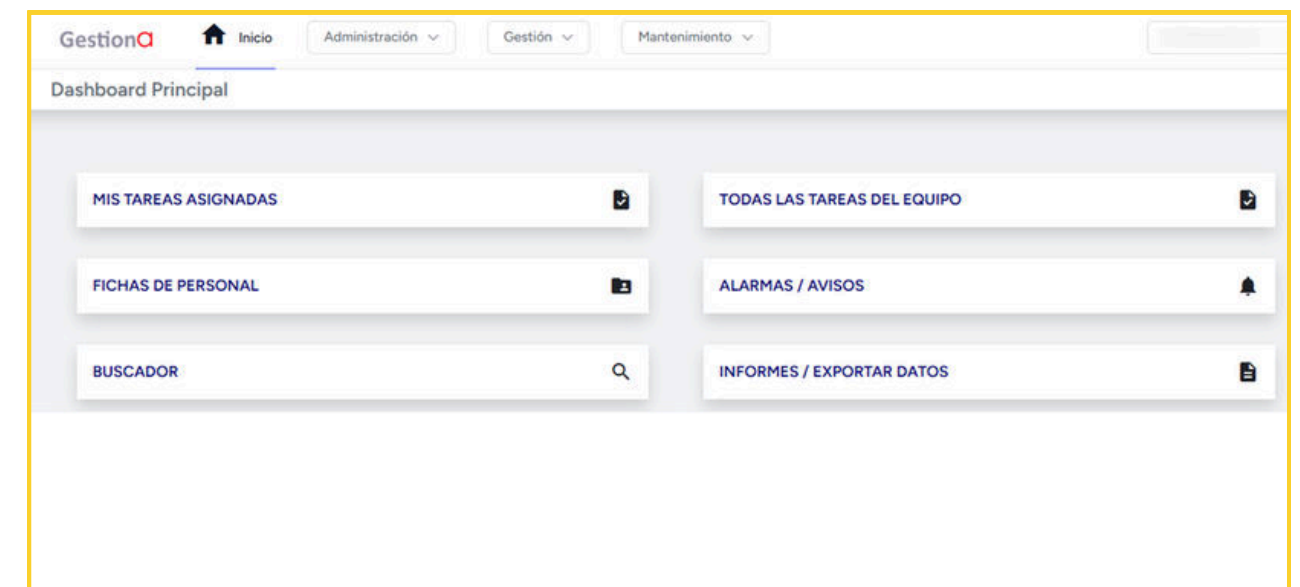 Gestiona Inicio Administración Gestión Mantenimiento
Dashboard Principal
MIS TAREAS ASIGNADAS
TODAS LAS TAREAS DEL EQUIPO
FICHAS DE PERSONAL
ALARMAS / AVISOS
BUSCADOR
INFORMES / EXPORTAR DATOS